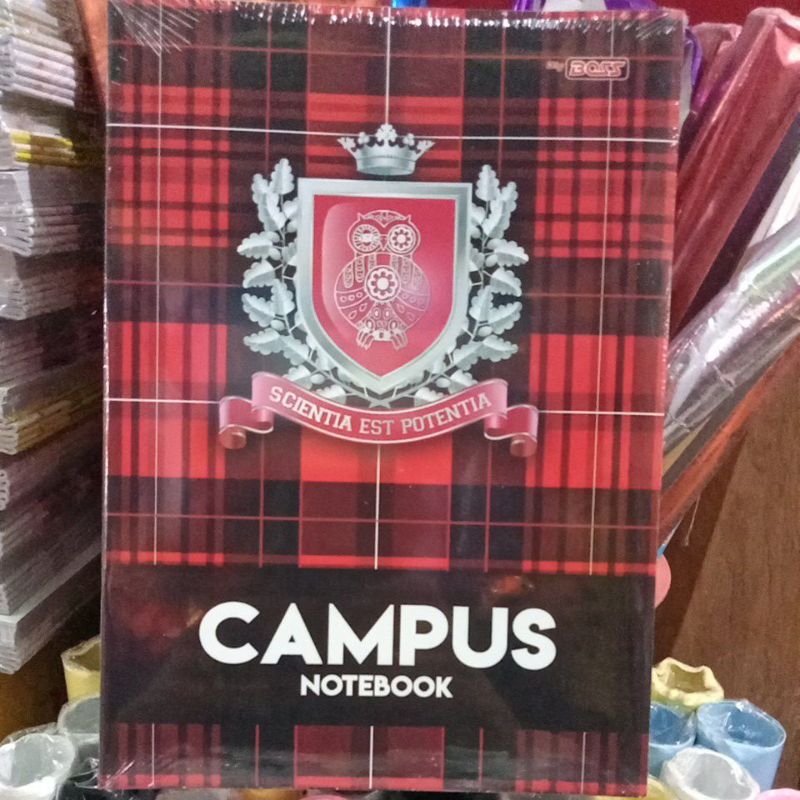 BOSS
SCIENTIA EST POTENTIA
CAMPUS
NOTEBOOK